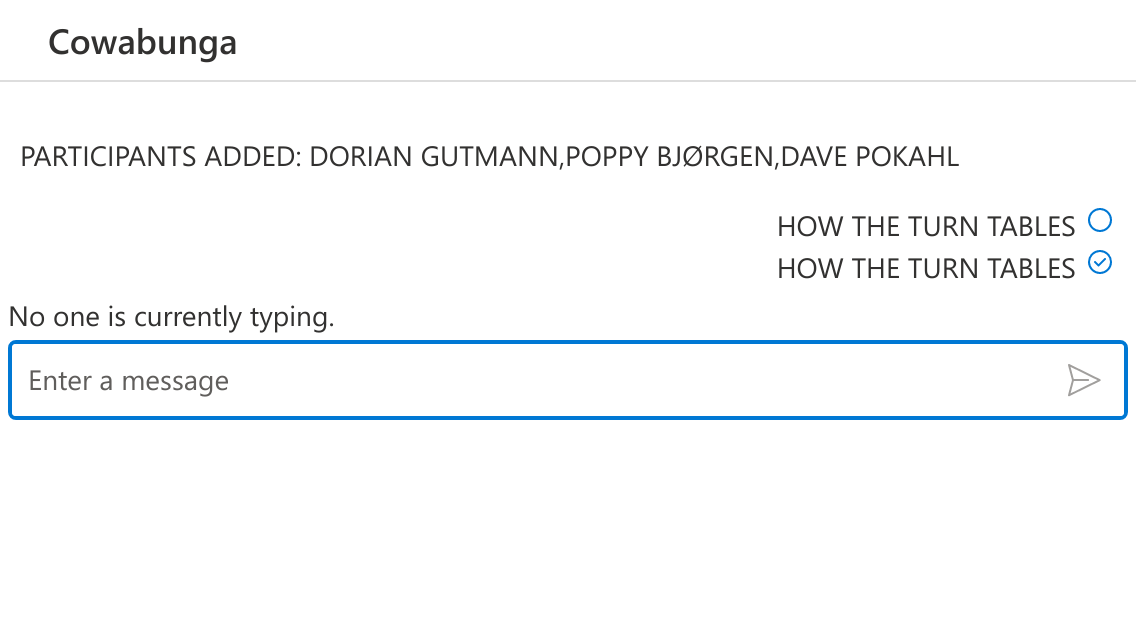 Cowabunga
PARTICIPANTS ADDED: DORIAN GUTMANN,POPPY BJØRGEN,DAVE POKAHL
HOW THE TURN TABLES
HOW THE TURN TABLES
No one is currently typing.
Enter a message